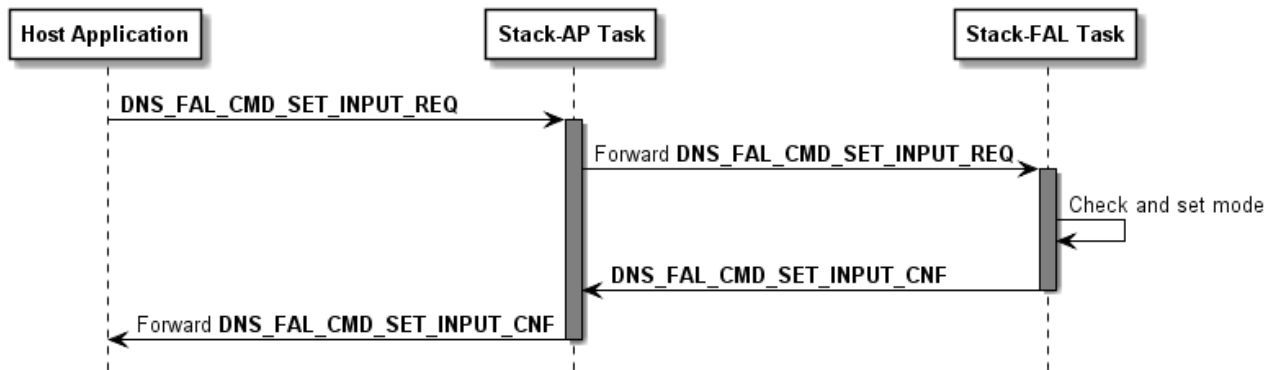 Host Application
Stack-AP Task
Stack-FAL Task
DNS_FAL_CMD_SET_INPUT_REQ
Forward DNS_FAL_CMD_SET_INPUT_REQ
Check and set mode
DNS_FAL_CMD_SET_INPUT_CNF
Forward DNS_FAL_CMD_SET_INPUT_CNF